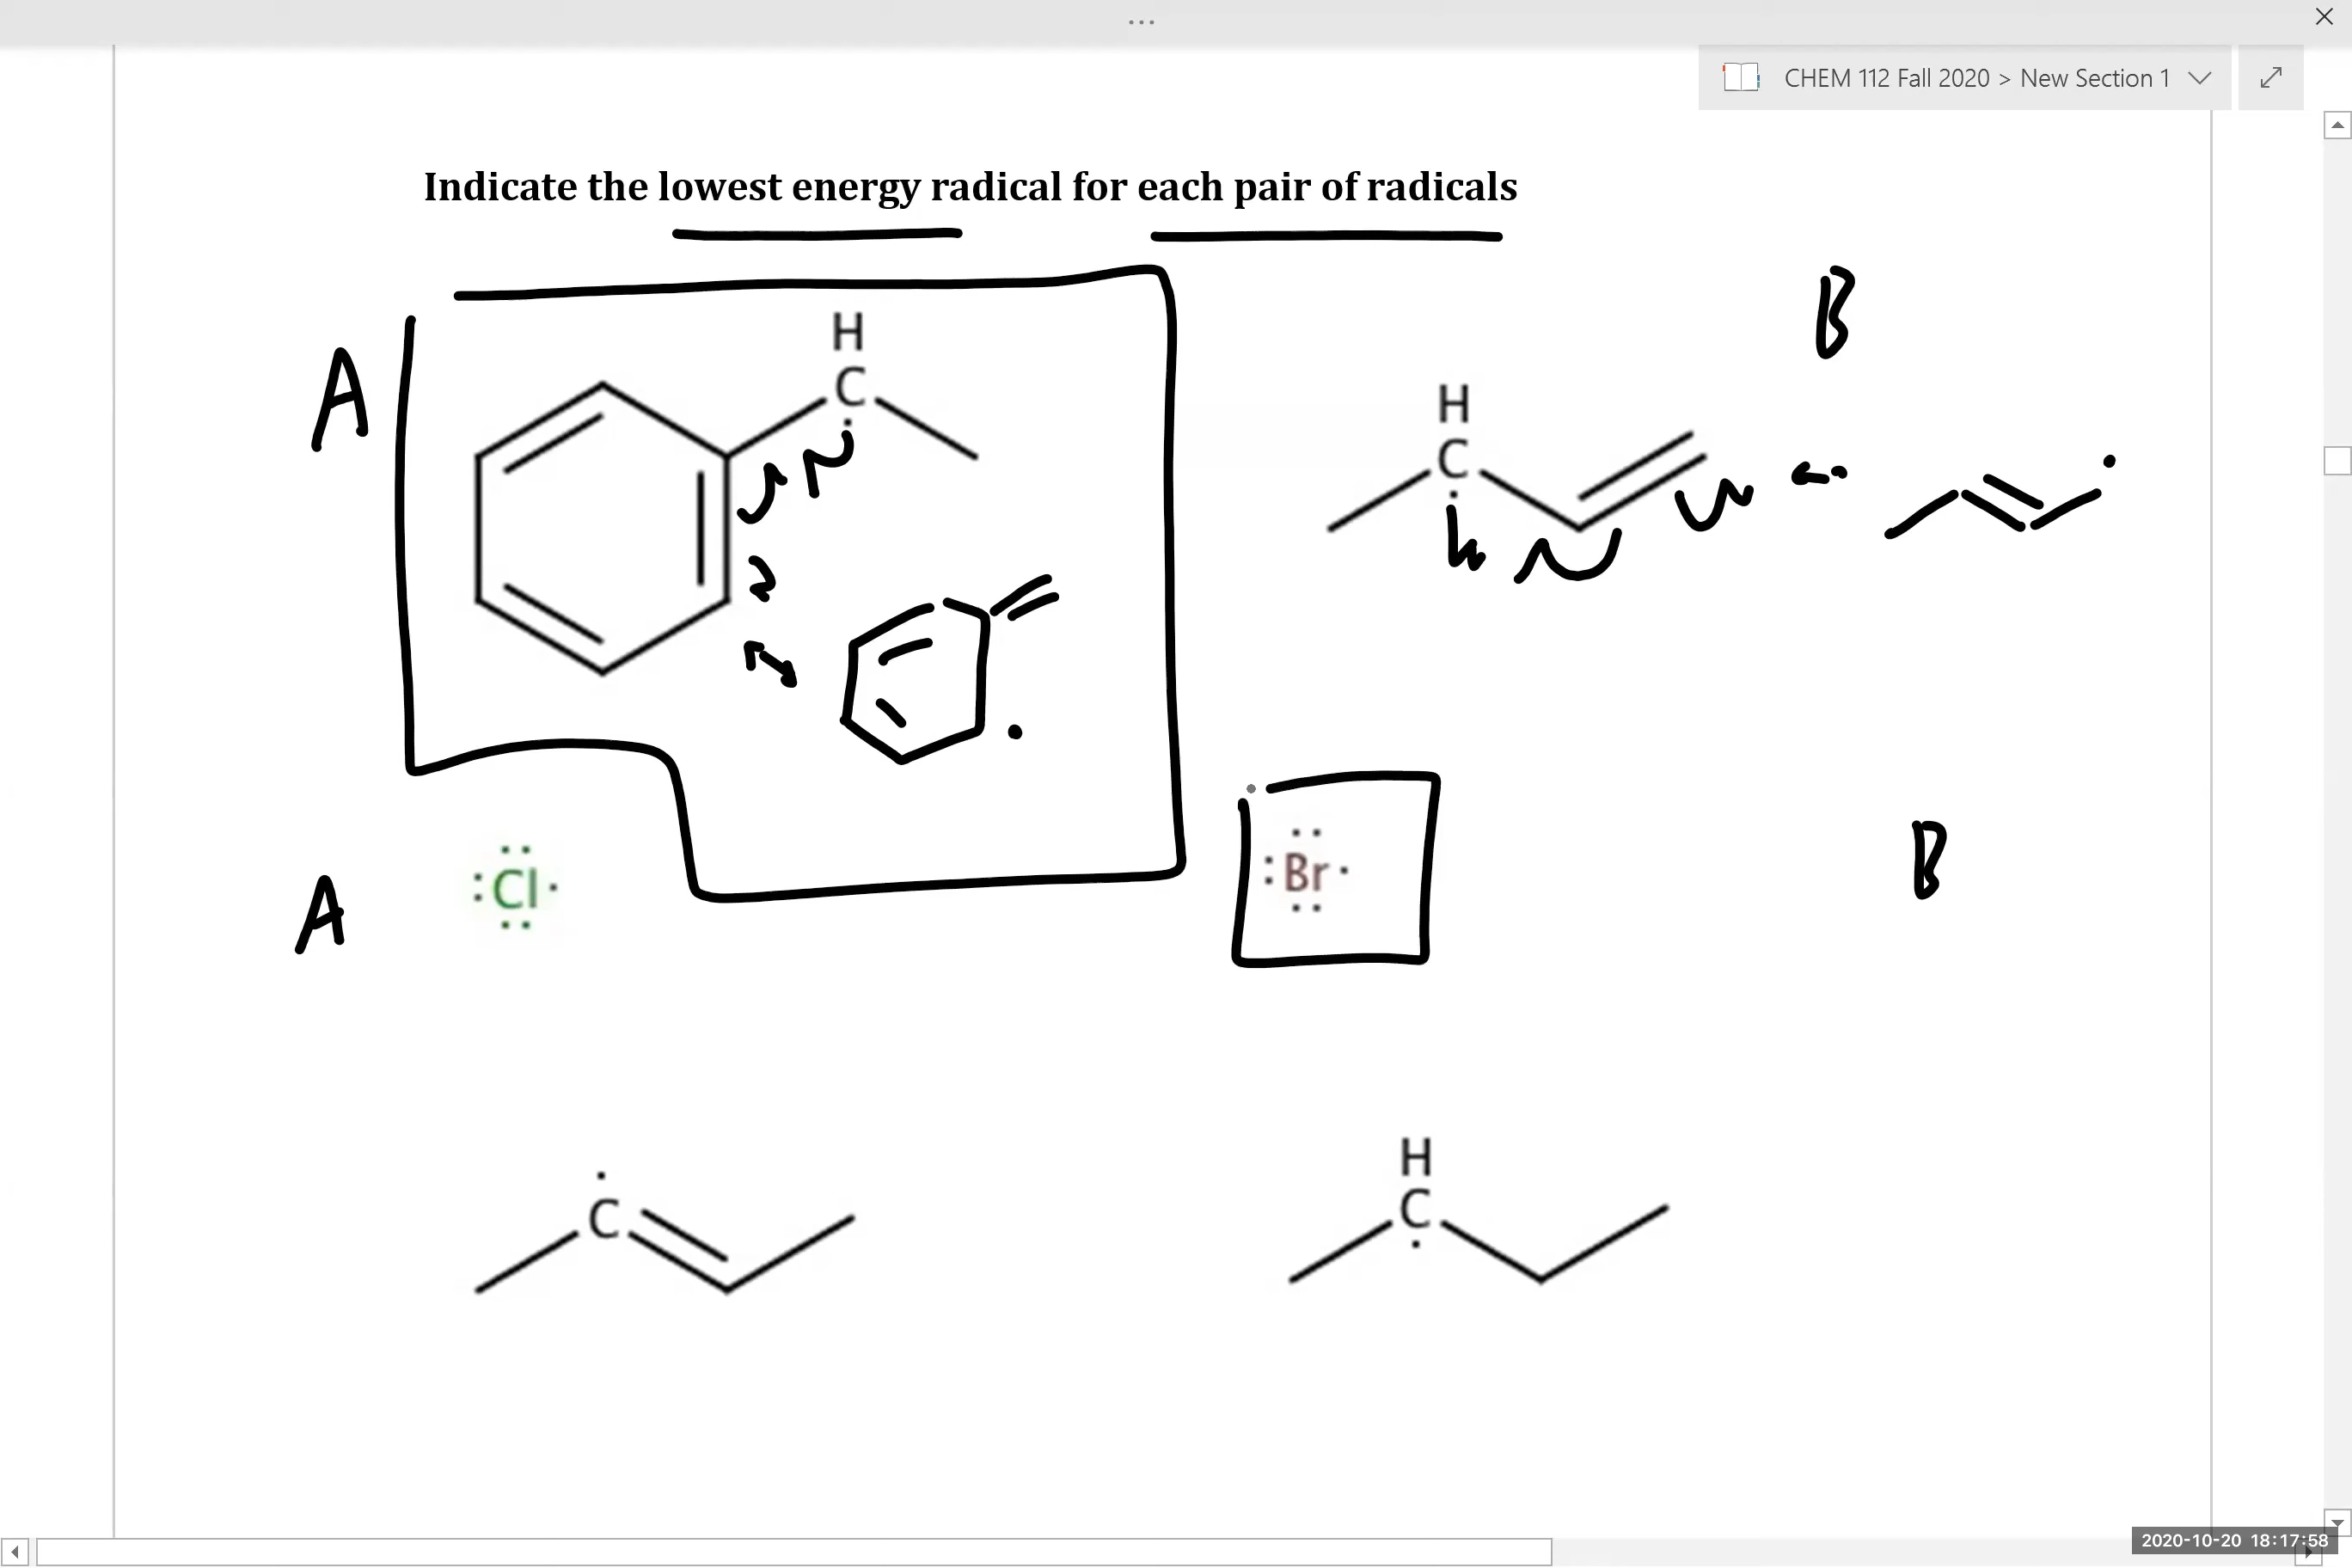 CHEM 112 Fall 2020 > New Section 1
Indicate the lowest energy radical for each pair of radicals
A
H
C
B
H
C
A
Cl
Br
B
C
H
C
2020-10-20 18:17:58